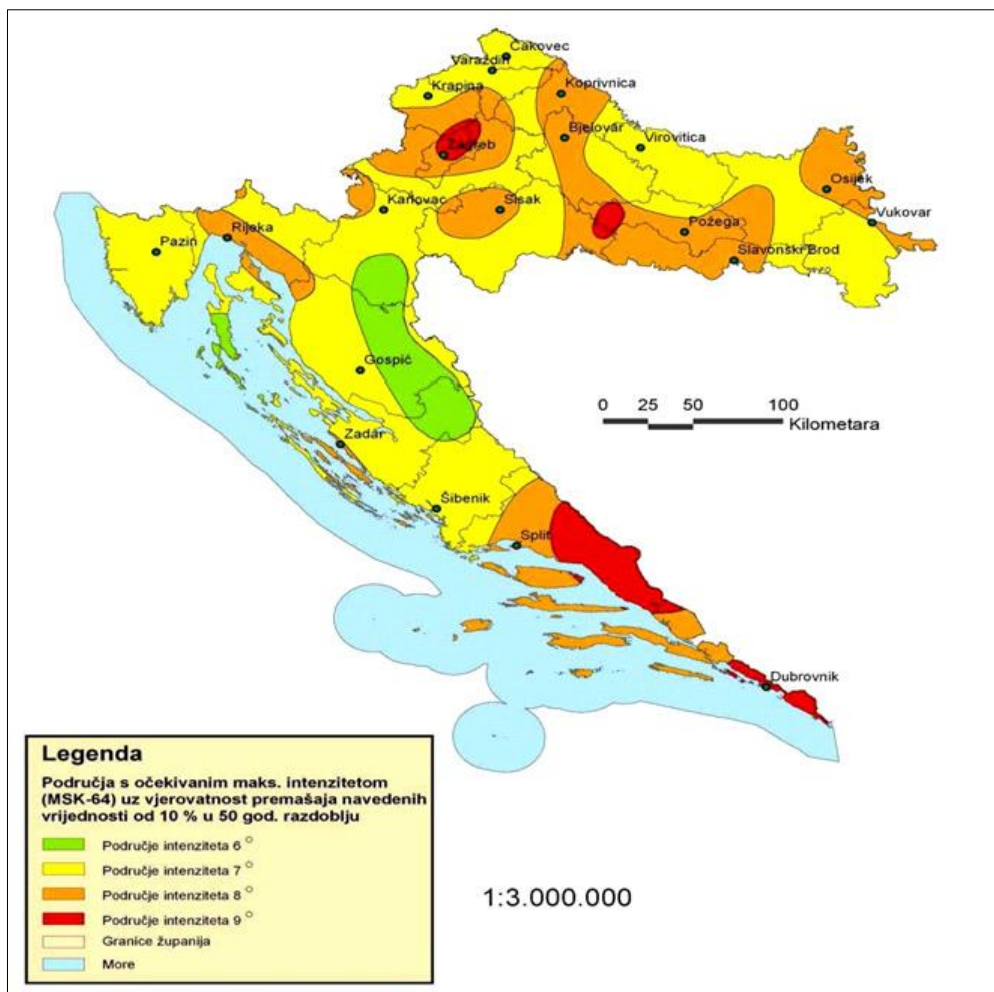 Čakovec
Varaždin
Krapina
Koprivnica
Bjelovar
Virovitica
Zagreb
Osijek
Karlovac
Sisak
Vukovar
Požega
Rijeka
Pazin
Slavonski Brod
Gospić
0 25 50 100
Kilometara
Zadar
Šibenik
Split
Dubrovnik
Legenda
Područja s očekivanim maks. intenzitetom
(MSK-64) uz vjerovatnost premašaja navedenih
vrijednosti od 10 % u 50 god. razdoblju
Područje intenziteta 6 °
Područje intenziteta 7 °
Područje intenziteta 8 °
Područje intenziteta 9 °
Granice županija
More
1:3.000.000